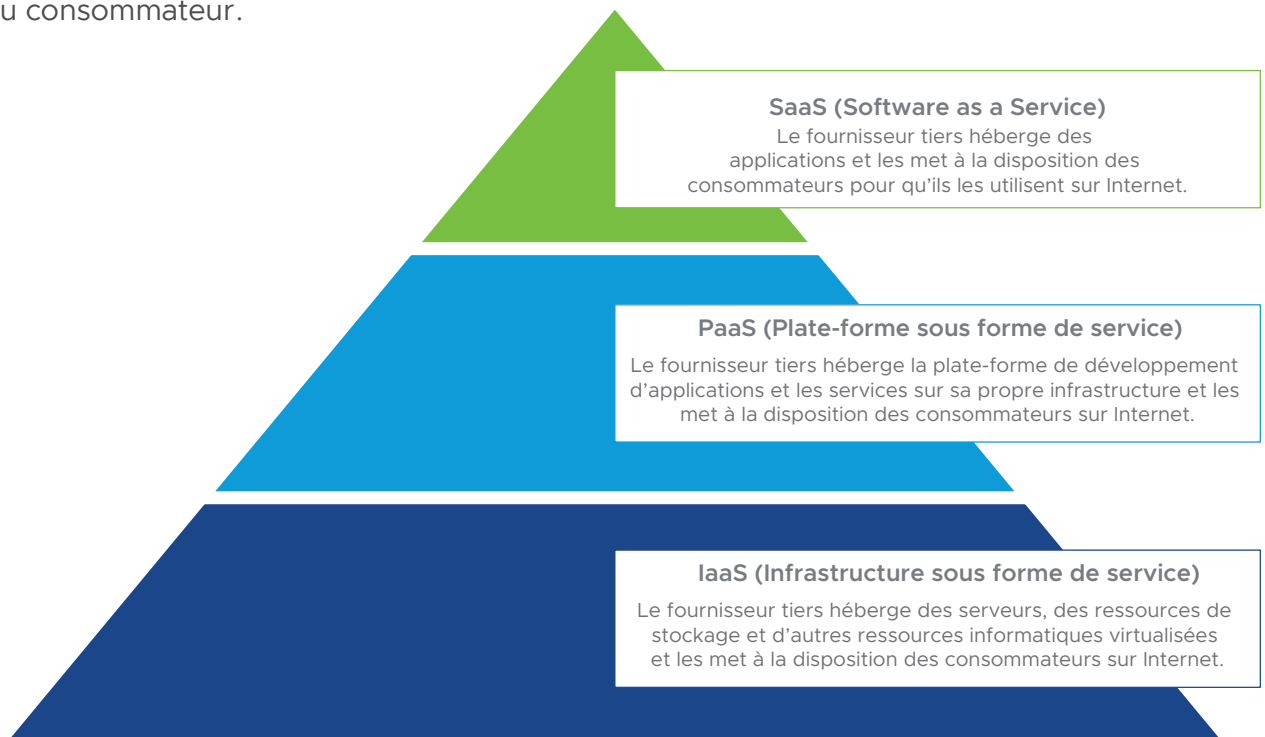 u consommateur.
SaaS (Software as a Service)
Le fournisseur tiers héberge des
applications et les met à la disposition des
consommateurs pour qu'ils les utilisent sur Internet.
PaaS (Plate-forme sous forme de service)
Le fournisseur tiers héberge la plate-forme de développement
d'applications et les services sur sa propre infrastructure et les
met à la disposition des consommateurs sur Internet.
IaaS (Infrastructure sous forme de service)
Le fournisseur tiers héberge des serveurs, des ressources de
stockage et d'autres ressources informatiques virtualisées
et les met à la disposition des consommateurs sur Internet.